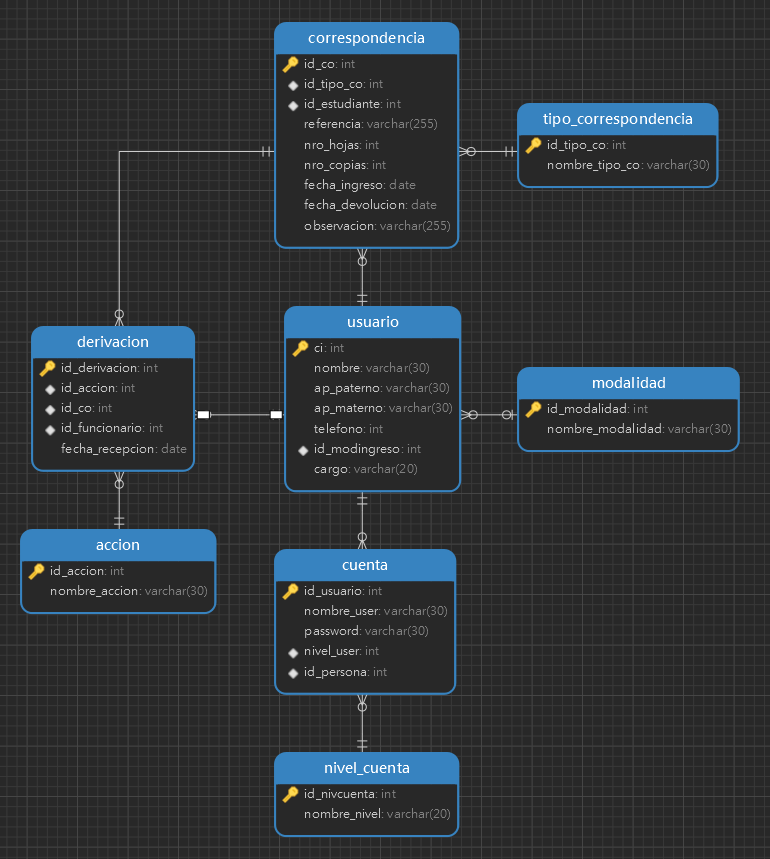 correspondencia
id_co: int
id_tipo_co: int
id_estudiante: int
referencia: varchar(255)
nro_hojas: int
nro_copias: int
fecha_ingreso: date
fecha_devolucion: date
observacion: varchar(255)
tipo_correspondencia
id_tipo_co: int
nombre_tipo_co: varchar(30)
derivacion
id_derivacion: int
id_accion: int
id_co: int
id_funcionario: int
fecha_recepcion: date
usuario
ci: int
nombre: varchar(30)
ap_paterno: varchar(30)
ap_materno: varchar(30)
telefono: int
id_modingreso: int
cargo: varchar(20)
modalidad
id_modalidad: int
nombre_modalidad: varchar(30)
accion
id_accion: int
nombre_accion: varchar(30)
cuenta
id_usuario: int
nombre_user: varchar(30)
password: varchar(30)
nivel_user: int
id_persona: int
nivel_cuenta
id_nivcuenta: int
nombre_nivel: varchar(20)